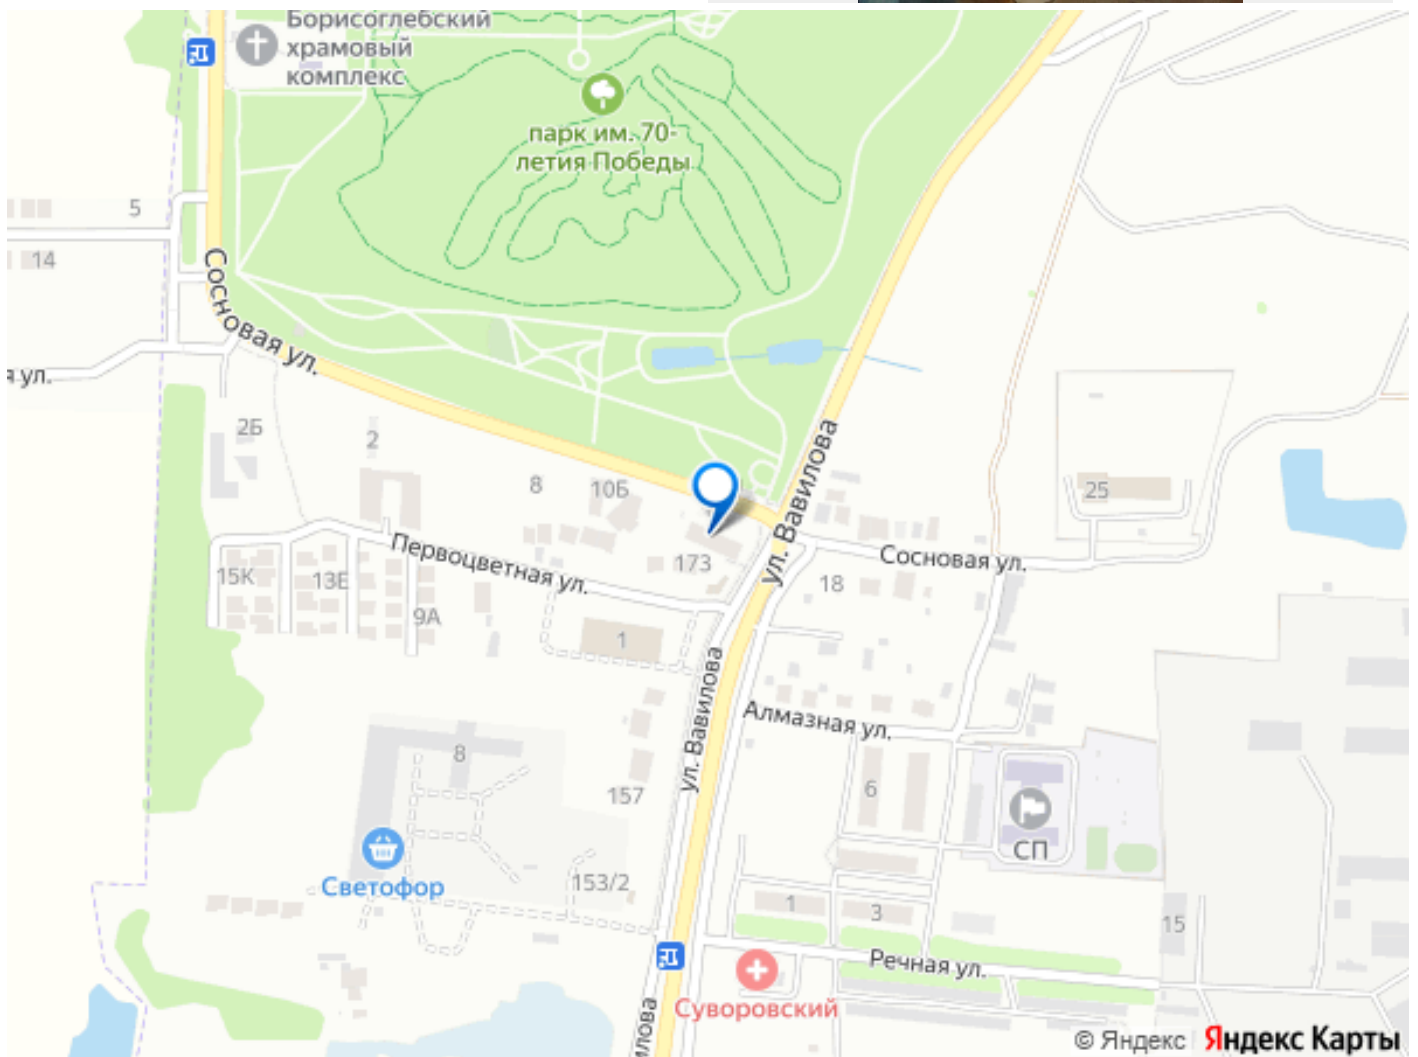 Борисоглебский
храмовый
комплекс
парк им. 70-
летия Победы
5
14
Сосновая ул.
я ул.
2Б
2
8
10Б
173
ул. Вавилова
25
Сосновая ул.
18
Первоцветная ул.
15К
13Е
9А
1
ул. Вавилова
Алмазная ул.
8
157
6
СП
Светофор
153/2
1
3
15
Речная ул.
Суворовский
илова
© Яндекс Яндекс Карты